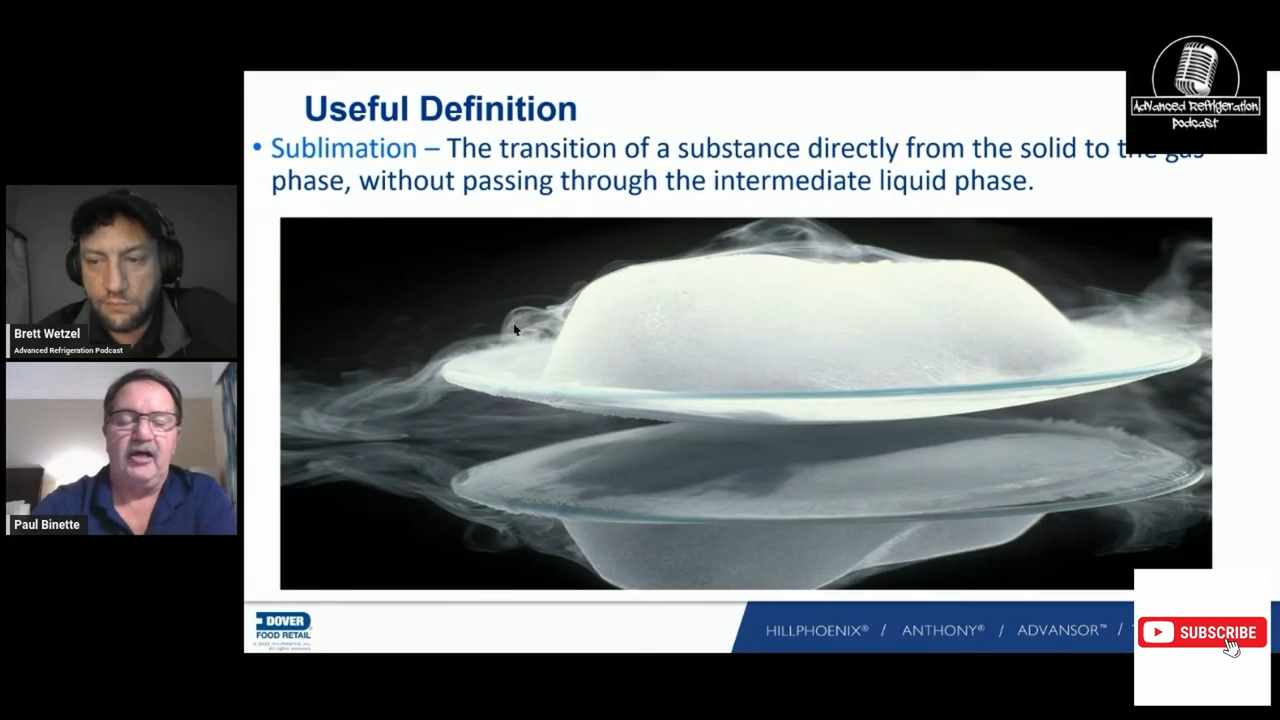 Useful Definition
• Sublimation – The transition of a substance directly from the solid to the gas
phase, without passing through the intermediate liquid phase.
Advanced Refrigeration
Podcast
Brett Wetzel
Advanced Refrigeration Podcast
Paul Binette
DOVER
FOOD RETAIL
HILLPHOENIX® / ANTHONY® / ADVANSOR™ /
SUBSCRIBE